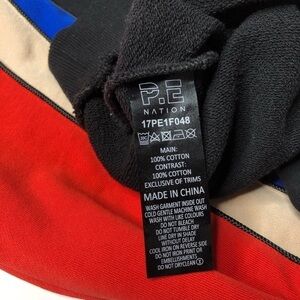 P.E
NATION
17PE1F048
MAIN:
100% COTTON
CONTRAST:
100% COTTON
EXCLUSIVE OF TRIMS
MADE IN CHINA
WASH GARMENT INSIDE OUT
COLD GENTLE MACHINE WASH
WASH WITH LIKE COLOURS
DO NOT BLEACH
DO NOT TUMBLE DRY
LINE DRY IN SHADE
WITHOUT DELAY
COOL IRON ON REVERSE SIDE
DO NOT IRON PRINT OR
EMBELLISHMENTS
DO NOT DRYCLEAN